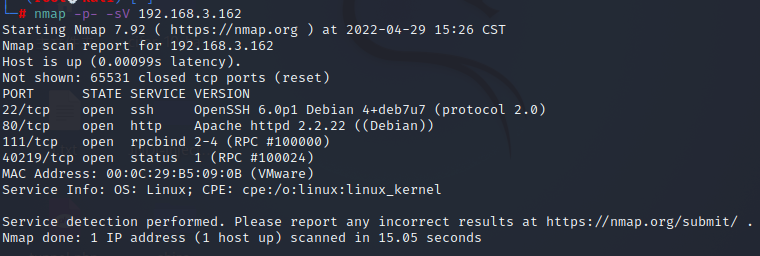 └─# nmap -p- -sV 192.168.3.162
Starting Nmap 7.92 ( https://nmap.org ) at 2022-04-29 15:26 CST
Nmap scan report for 192.168.3.162
Host is up (0.00099s latency).
Not shown: 65531 closed tcp ports (reset)
PORT      STATE SERVICE VERSION
22/tcp    open  ssh     OpenSSH 6.0p1 Debian 4+deb7u7 (protocol 2.0)
80/tcp    open  http    Apache httpd 2.2.22 ((Debian))
111/tcp   open  rpcbind 2-4 (RPC #100000)
40219/tcp open  status  1 (RPC #100024)
MAC Address: 00:0C:29:B5:09:0B (VMware)
Service Info: OS: Linux; CPE: cpe:/o:linux:linux_kernel

Service detection performed. Please report any incorrect results at https://nmap.org/submit/ .
Nmap done: 1 IP address (1 host up) scanned in 15.05 seconds